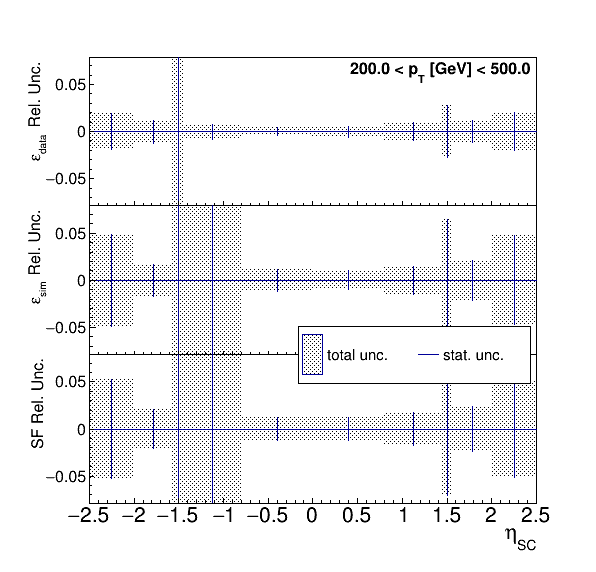 200.0 < p_T [GeV] < 500.0
ε_data Rel. Unc.
0.05
0
−0.05
ε_sim Rel. Unc.
0.05
0
−0.05
total unc.
stat. unc.
SF Rel. Unc.
0.05
0
−0.05
−2.5 −2 −1.5 −1 −0.5 0 0.5 1 1.5 2 2.5
η_SC